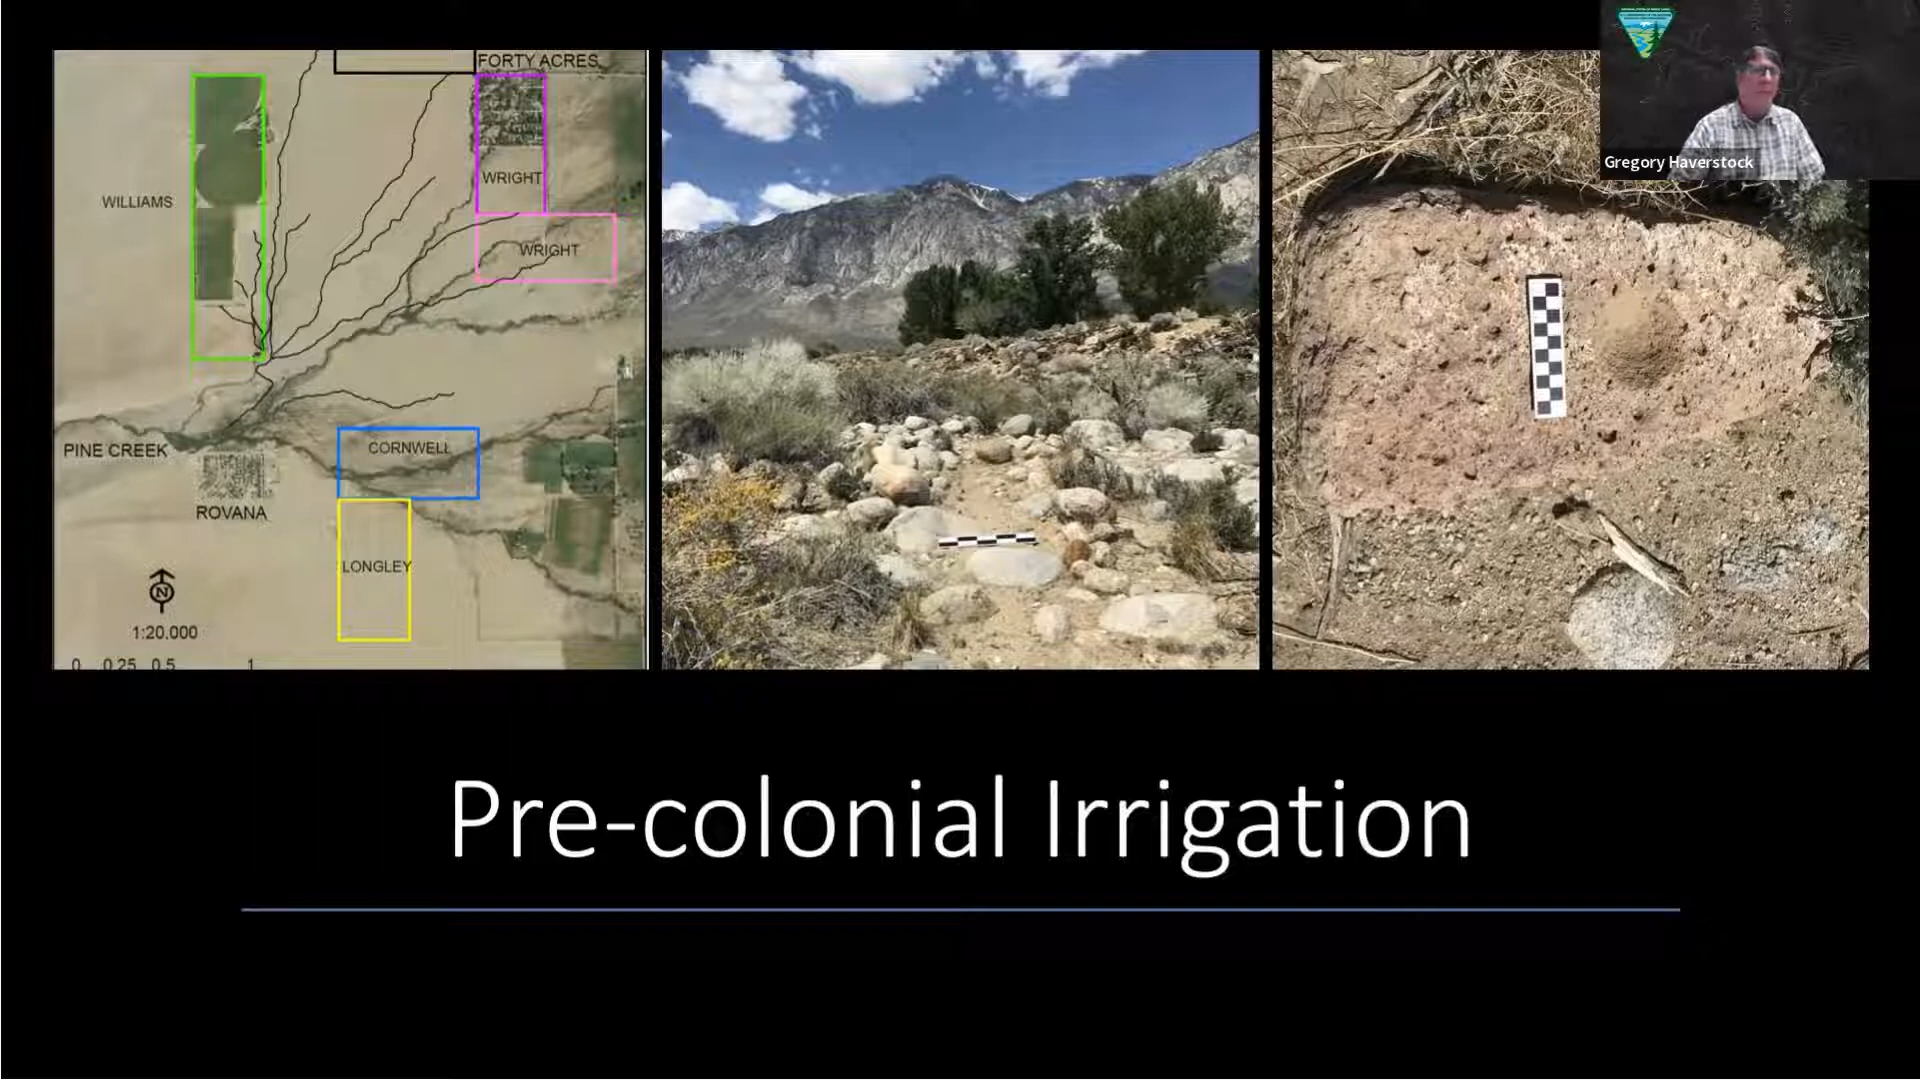 FORTY ACRES
WRIGHT
WILLIAMS
WRIGHT
PINE CREEK
CORNWELL
ROVANA
LONGLEY
N
1:20.000
0 0.25 0.5 1
Gregory Haverstock
Pre-colonial Irrigation